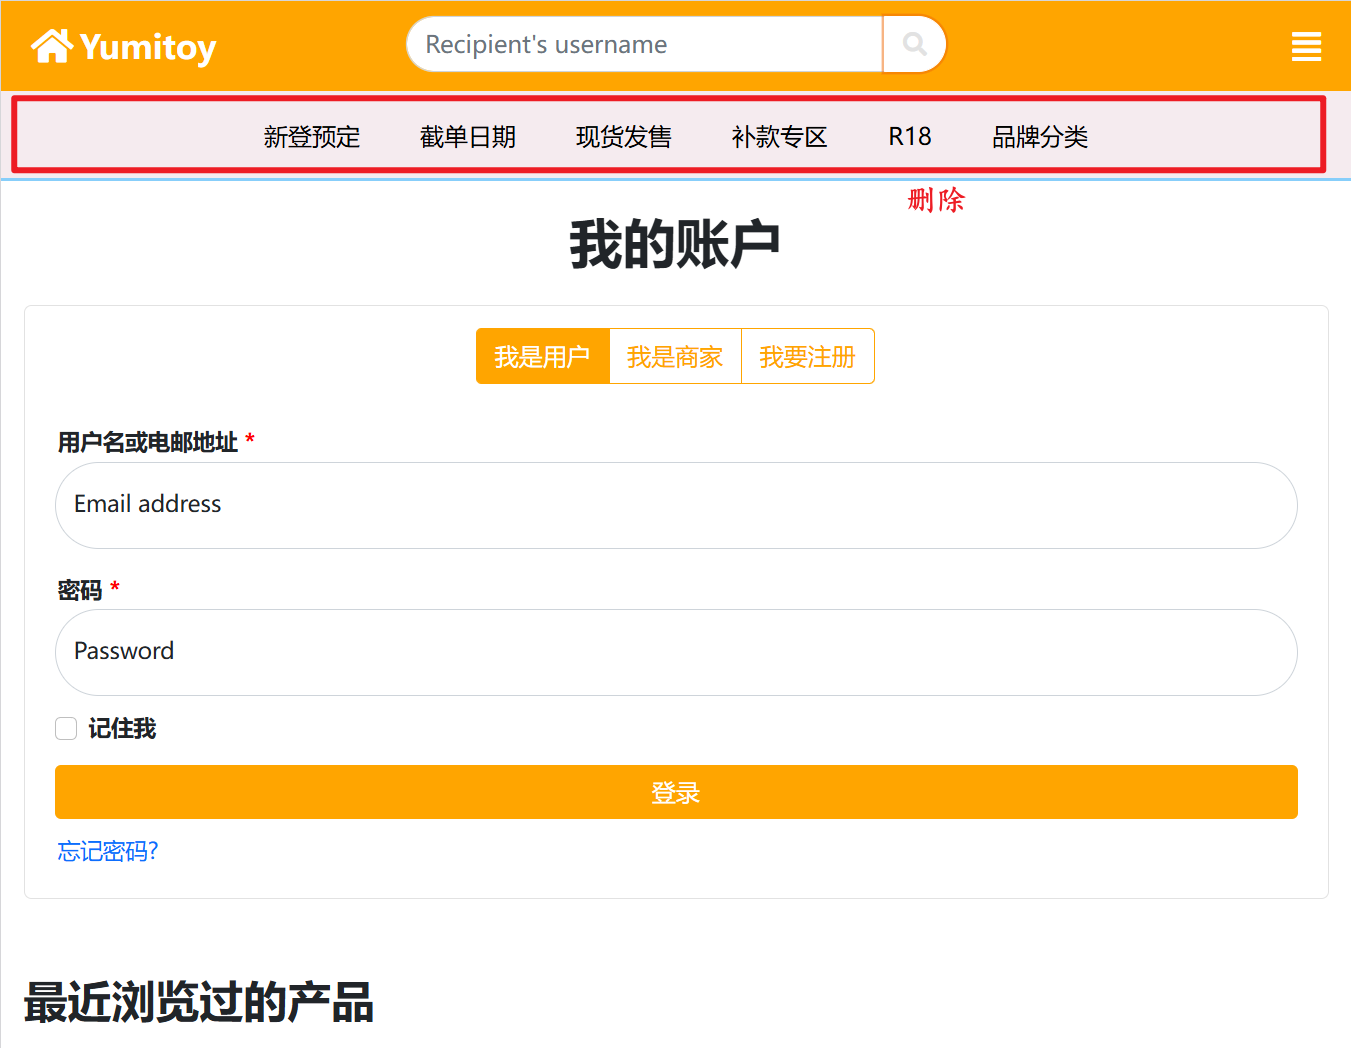 Yumitoy
Recipient's username
新登预定 截单日期 现货发售 补款专区 R18 品牌分类
删除
我的账户
我是用户 我是商家 我要注册
用户名或电邮地址 *
Email address
密码 *
Password
记住我
登录
忘记密码?
最近浏览过的产品